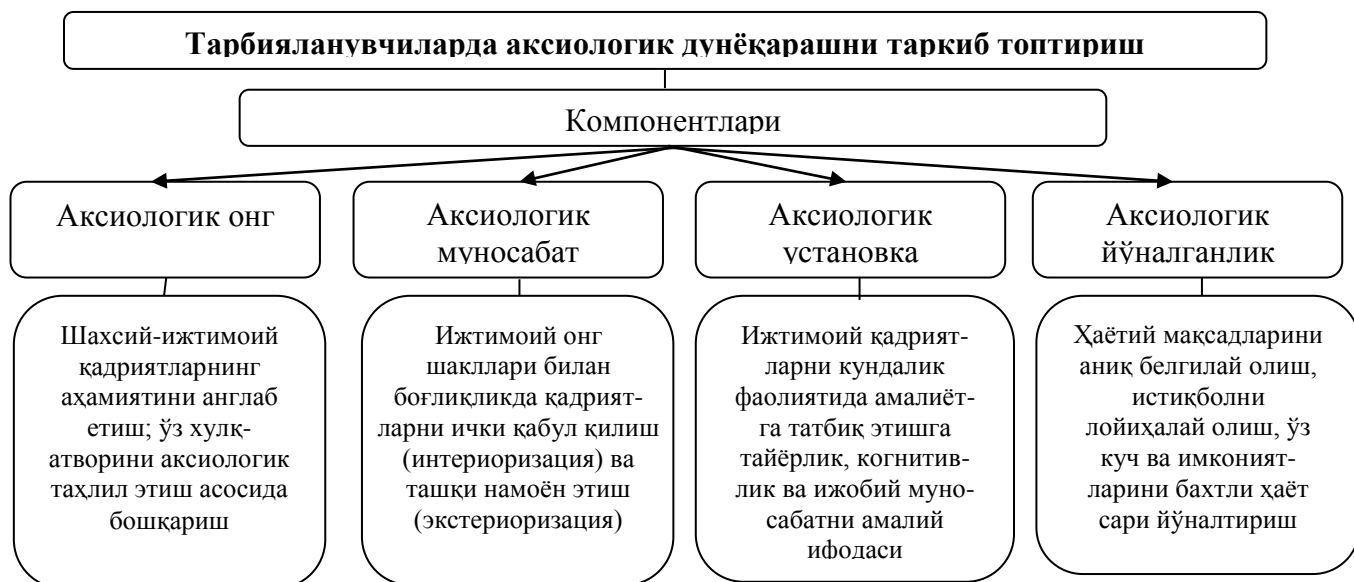 Тарбияланувчиларда аксиологик дунёқарашни таркиб топтириш
Компонентлари
Аксиологик онг
Аксиологик
муносабат
Аксиологик
установка
Аксиологик
йўналганлик
Шахсий-ижтимоий
қадриятларнинг
аҳамиятини англаб
етиш; ўз хулқ-
атворини аксиологик
таҳлил этиш асосида
бошқариш
Ижтимоий онг
шакллари билан
боғлиқликда қадрият-
ларни ички қабул қилиш
(интериоризация) ва
ташқи намоён этиш
(экстериоризация)
Ижтимоий қадрият-
ларни кундалик
фаолиятида амалиёт-
га татбиқ этишга
тайёрлик, когнитив-
лик ва ижобий муно-
сабатни амалий
ифодаси
Ҳаётий мақсадларини
аниқ белгилай олиш,
истиқболни
лойиҳалай олиш, ўз
куч ва имконият-
ларини бахтли ҳаёт
сари йўналтириш